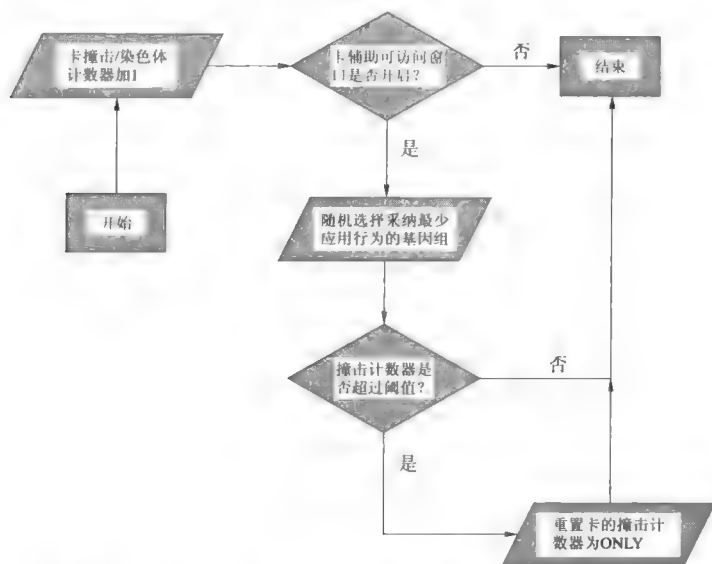 卡撞击/染色体
计数器加1
卡辅助可访问窗
口是否开启?
否
结束
是
开始
随机选择采纳最少
应用行为的基因组
撞击计数器是
否超过阈值?
否
是
重置卡的撞击计
数器为ONLY